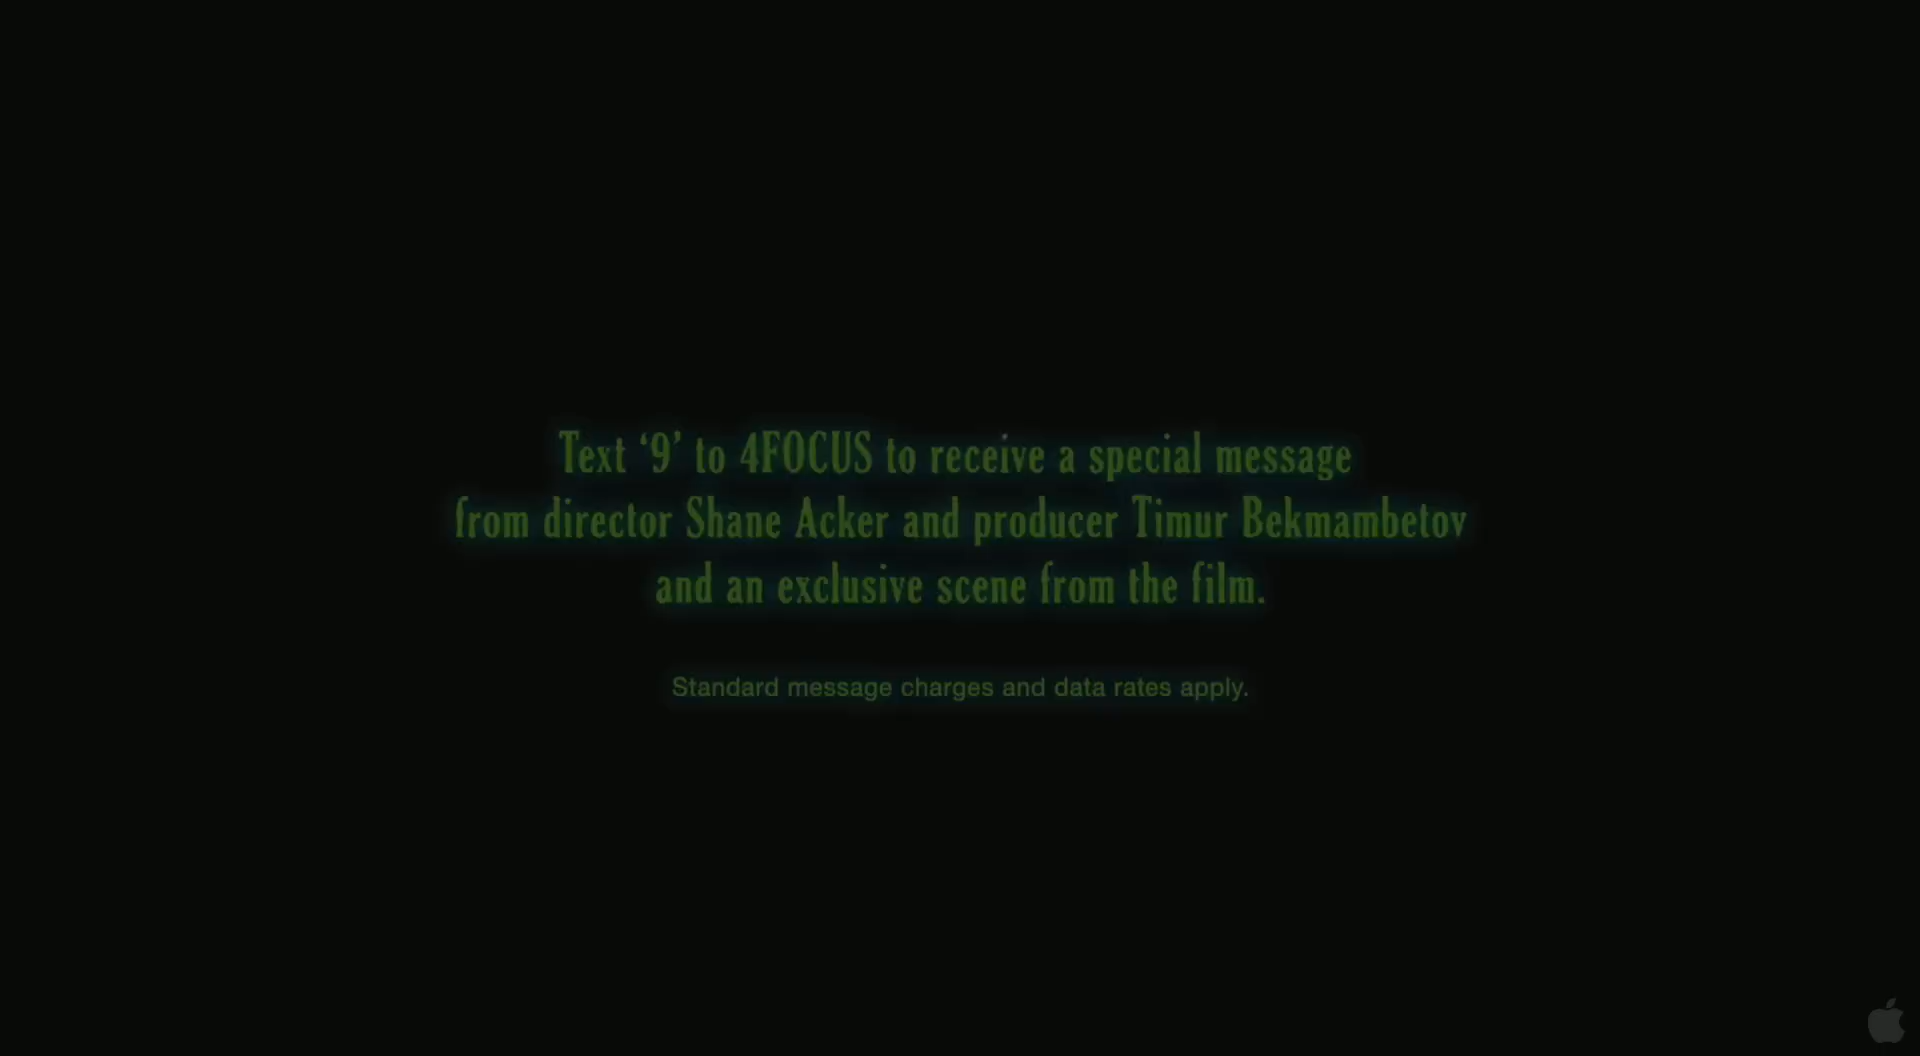 Text ‘9’ to 4FOCUS to receive a special message
from director Shane Acker and producer Timur Bekmambetov
and an exclusive scene from the film.
Standard message charges and data rates apply.